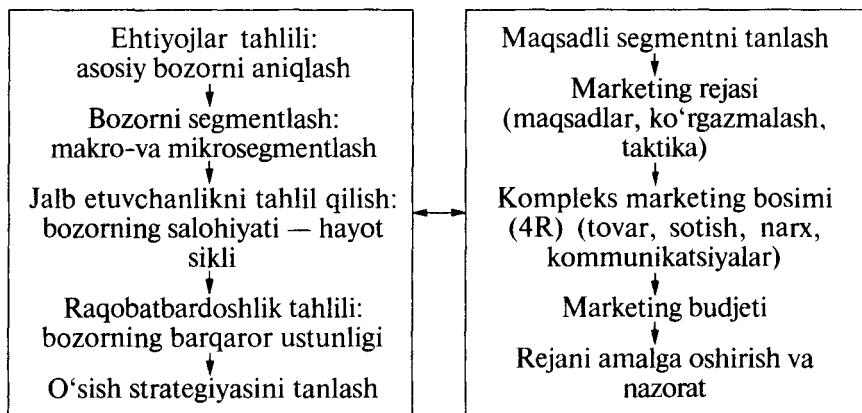 Ehtiyojlar tahlili:
asosiy bozorni aniqlash
Bozorni segmentlash:
makro-va mikrosegmentlash
Jalb etuvchanlikni tahlil qilish:
bozorning salohiyati — hayot
sikli
Raqobatbardoshlik tahlili:
bozorning barqaror ustunligi
O‘sish strategiyasini tanlash
Maqsadli segmentni tanlash
Marketing rejasi
(maqsadlar, ko‘rgazmalash,
taktika)
Kompleks marketing bosimi
(4R) (tovar, sotish, narx,
kommunikatsiyalar)
Marketing budjeti
Rejani amalga oshirish va
nazorat